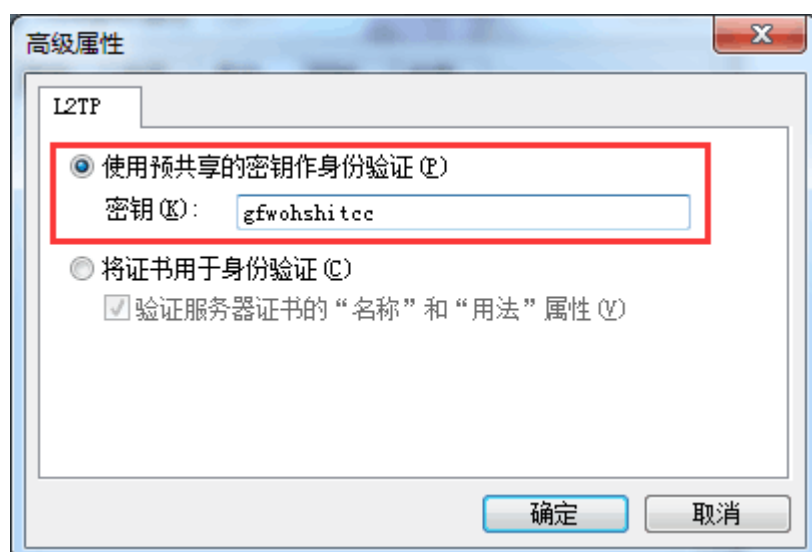 高级属性
L2TP
使用预共享的密钥作身份验证(P)
密钥(K): gfwohshitcc
将证书用于身份验证(C)
验证服务器证书的“名称”和“用法”属性(V)
确定 取消